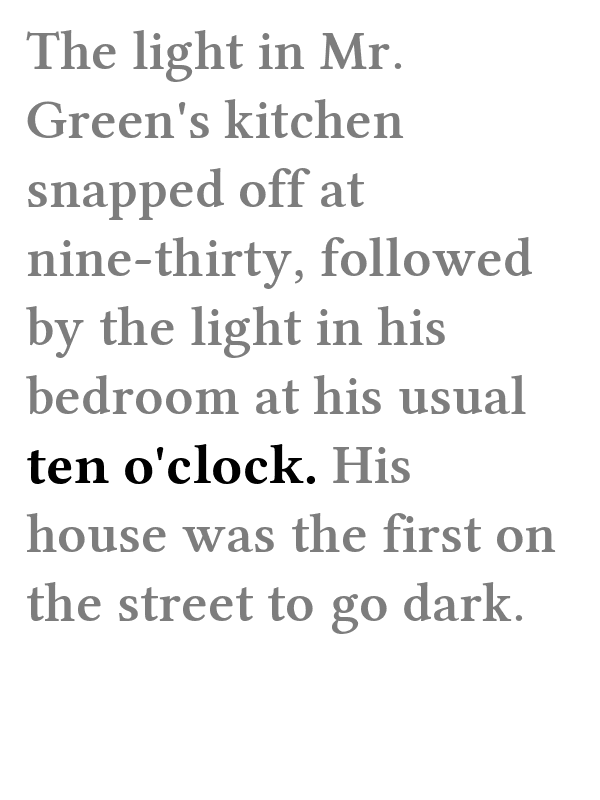 The light in Mr.
Green's kitchen
snapped off at
nine-thirty, followed
by the light in his
bedroom at his usual
ten o'clock. His
house was the first on
the street to go dark.